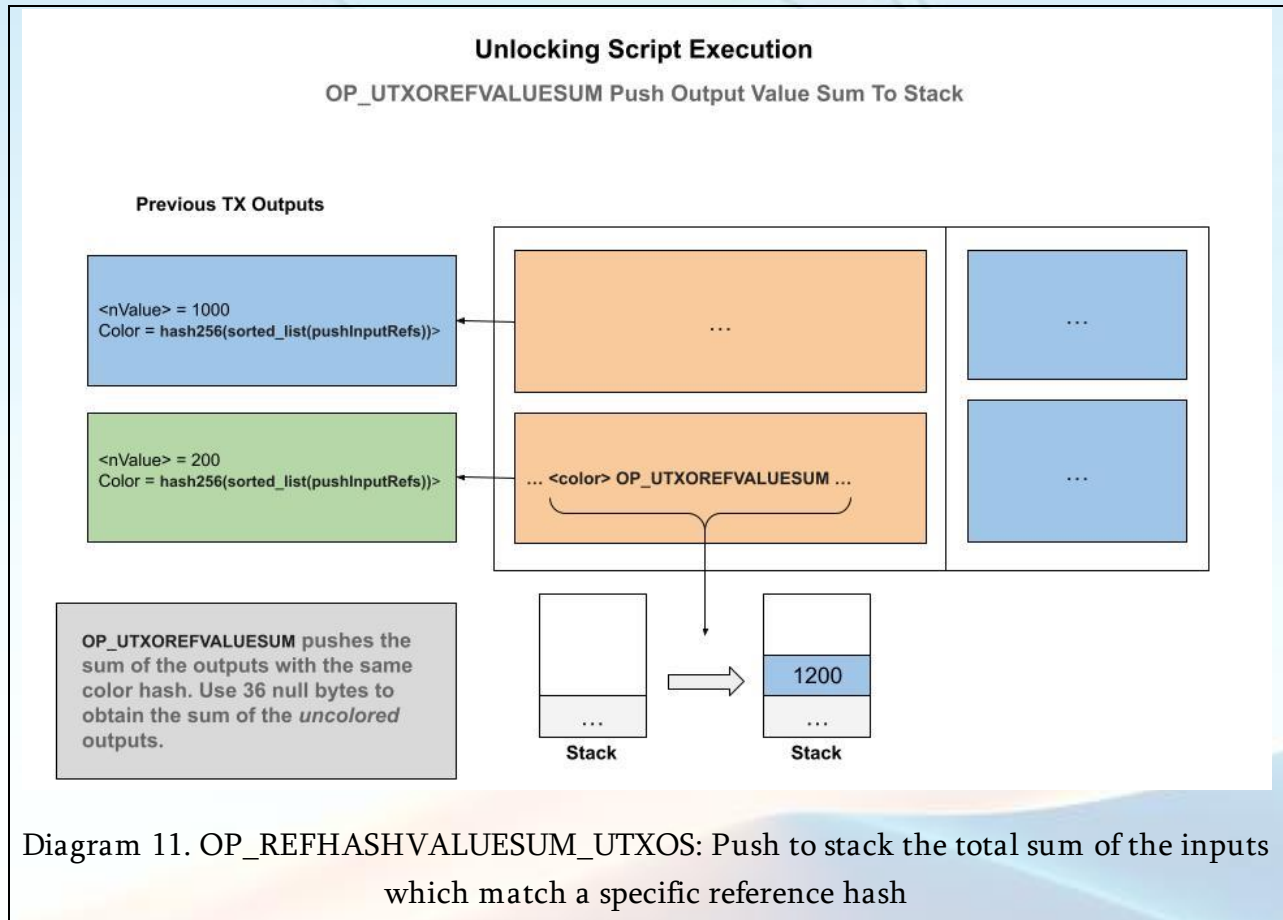 Unlocking Script Execution
OP_UTXOREFVALUESUM Push Output Value Sum To Stack
Previous TX Outputs
<nValue> = 1000
Color = hash256(sorted_list(pushInputRefs))>
...
...
<nValue> = 200
Color = hash256(sorted_list(pushInputRefs))>
... <color> OP_UTXOREFVALUESUM ...
...
OP_UTXOREFVALUESUM pushes the
sum of the outputs with the same
color hash. Use 36 null bytes to
obtain the sum of the uncolored
outputs.
1200
...
...
Stack
Stack
Diagram 11. OP_REFHASHVALUESUM_UTXOS: Push to stack the total sum of the inputs
which match a specific reference hash